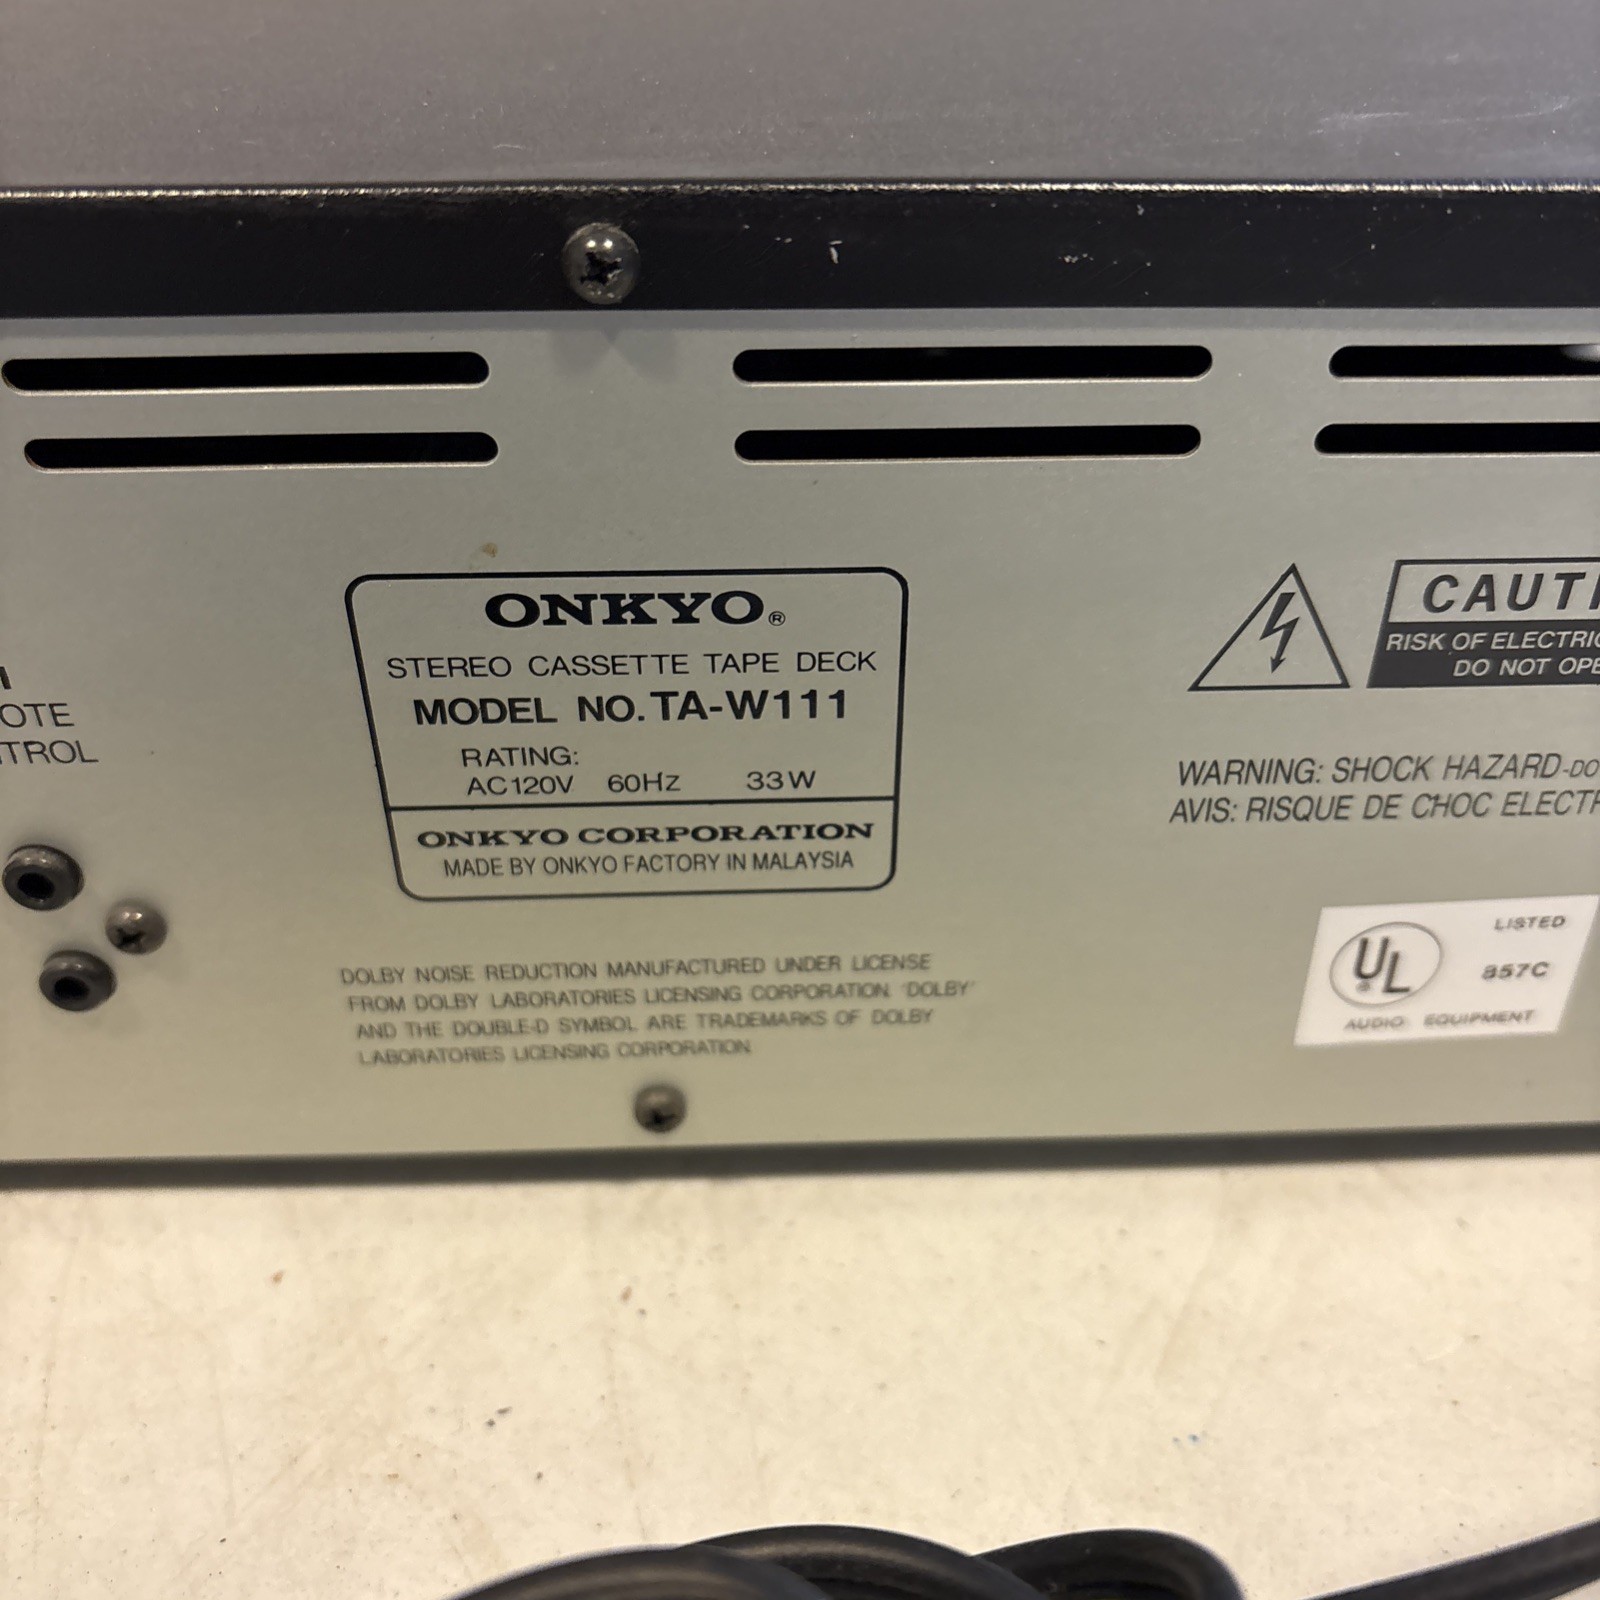 ONKYO®
STEREO CASSETTE TAPE DECK
MODEL NO. TA-W111
RATING:
AC120V 60Hz 33W
ONKYO CORPORATION
MADE BY ONKYO FACTORY IN MALAYSIA
DOLBY NOISE REDUCTION MANUFACTURED UNDER LICENSE
FROM DOLBY LABORATORIES LICENSING CORPORATION. "DOLBY"
AND THE DOUBLE-D SYMBOL ARE TRADEMARKS OF DOLBY
LABORATORIES LICENSING CORPORATION.
OTE
TROL
CAUTI
RISK OF ELECTRIC
DO NOT OPE
WARNING: SHOCK HAZARD-DO
AVIS: RISQUE DE CHOC ELECTR
UL®
LISTED
857C
AUDIO EQUIPMENT